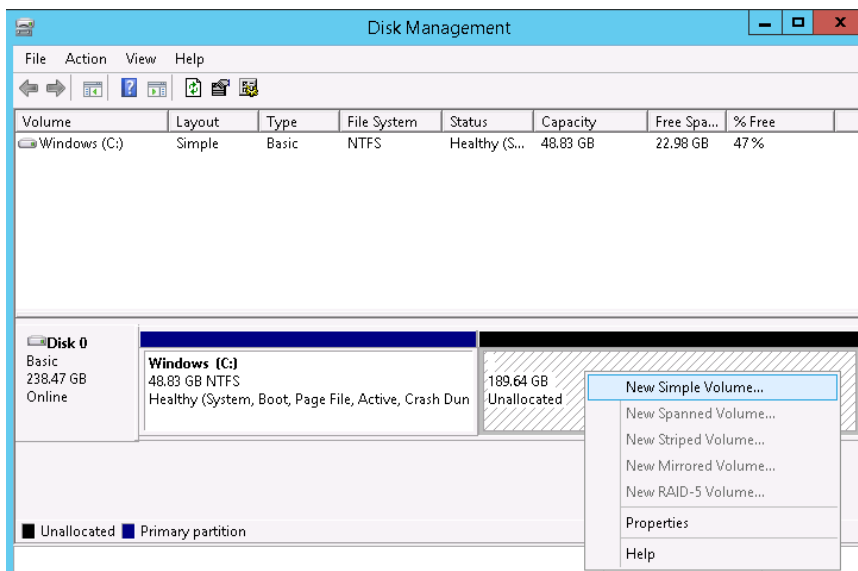 Disk Management
File Action View Help
Volume Layout Type File System Status Capacity Free Spa... % Free
Windows (C:) Simple Basic NTFS Healthy (S... 48.83 GB 22.98 GB 47 %
Disk 0
Basic
238.47 GB
Online
Windows (C:)
48.83 GB NTFS
Healthy (System, Boot, Page File, Active, Crash Dun
189.64 GB
Unallocated
New Simple Volume...
New Spanned Volume...
New Striped Volume...
New Mirrored Volume...
New RAID-5 Volume...
Properties
Help
Unallocated Primary partition